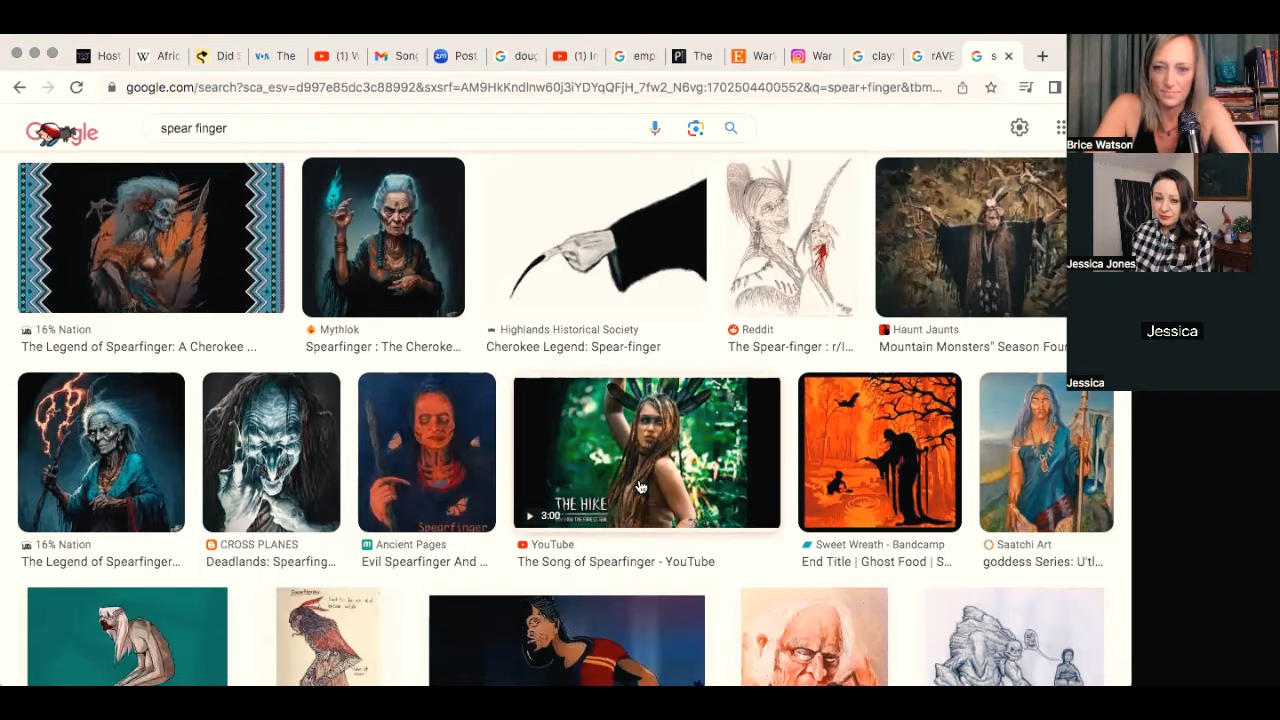 Host
Afric
Did S
VOA
The
(1) V
Song
zm
Post
doug
(1) In
emp
The
War
War
clay
rAVE
s
google.com/search?sca_esv=d997e85dc3c88992&sxsrf=AM9HkKndlnw60j3iYDYqQFjH_7fw2_N6vg:1702504400552&q=spear+finger&tbm...
Google
spear finger
Brice Watson
Jessica Jones
Jessica
Jessica
16% Nation
The Legend of Spearfinger: A Cherokee ...
Mythlok
Spearfinger : The Cheroke...
Highlands Historical Society
Cherokee Legend: Spear-finger
Reddit
The Spear-finger : r/l...
Haunt Jaunts
Mountain Monsters" Season Four
THE HIKE
3:00
Spearfinger
16% Nation
The Legend of Spearfinger...
CROSS PLANES
Deadlands: Spearfing...
Ancient Pages
Evil Spearfinger And ...
YouTube
The Song of Spearfinger - YouTube
Sweet Wreath - Bandcamp
End Title | Ghost Food | S...
Saatchi Art
goddess Series: U'tl...